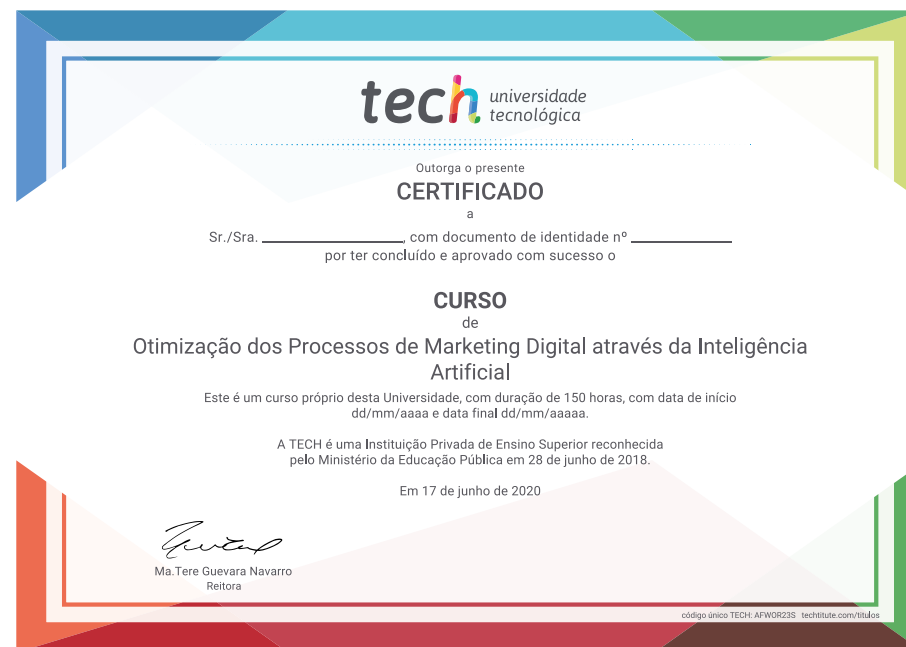 tech universidade
tecnológica
Outorga o presente
CERTIFICADO
a
Sr./Sra. ______________, com documento de identidade nº __________
por ter concluído e aprovado com sucesso o
CURSO
de
Otimização dos Processos de Marketing Digital através da Inteligência
Artificial
Este é um curso próprio desta Universidade, com duração de 150 horas, com data de início
dd/mm/aaaa e data final dd/mm/aaaaa.
A TECH é uma Instituição Privada de Ensino Superior reconhecida
pelo Ministério da Educação Pública em 28 de junho de 2018.
Em 17 de junho de 2020
Ma.Tere Guevara Navarro
Reitora
código único TECH: AFWOR23S techtitute.com/titulos